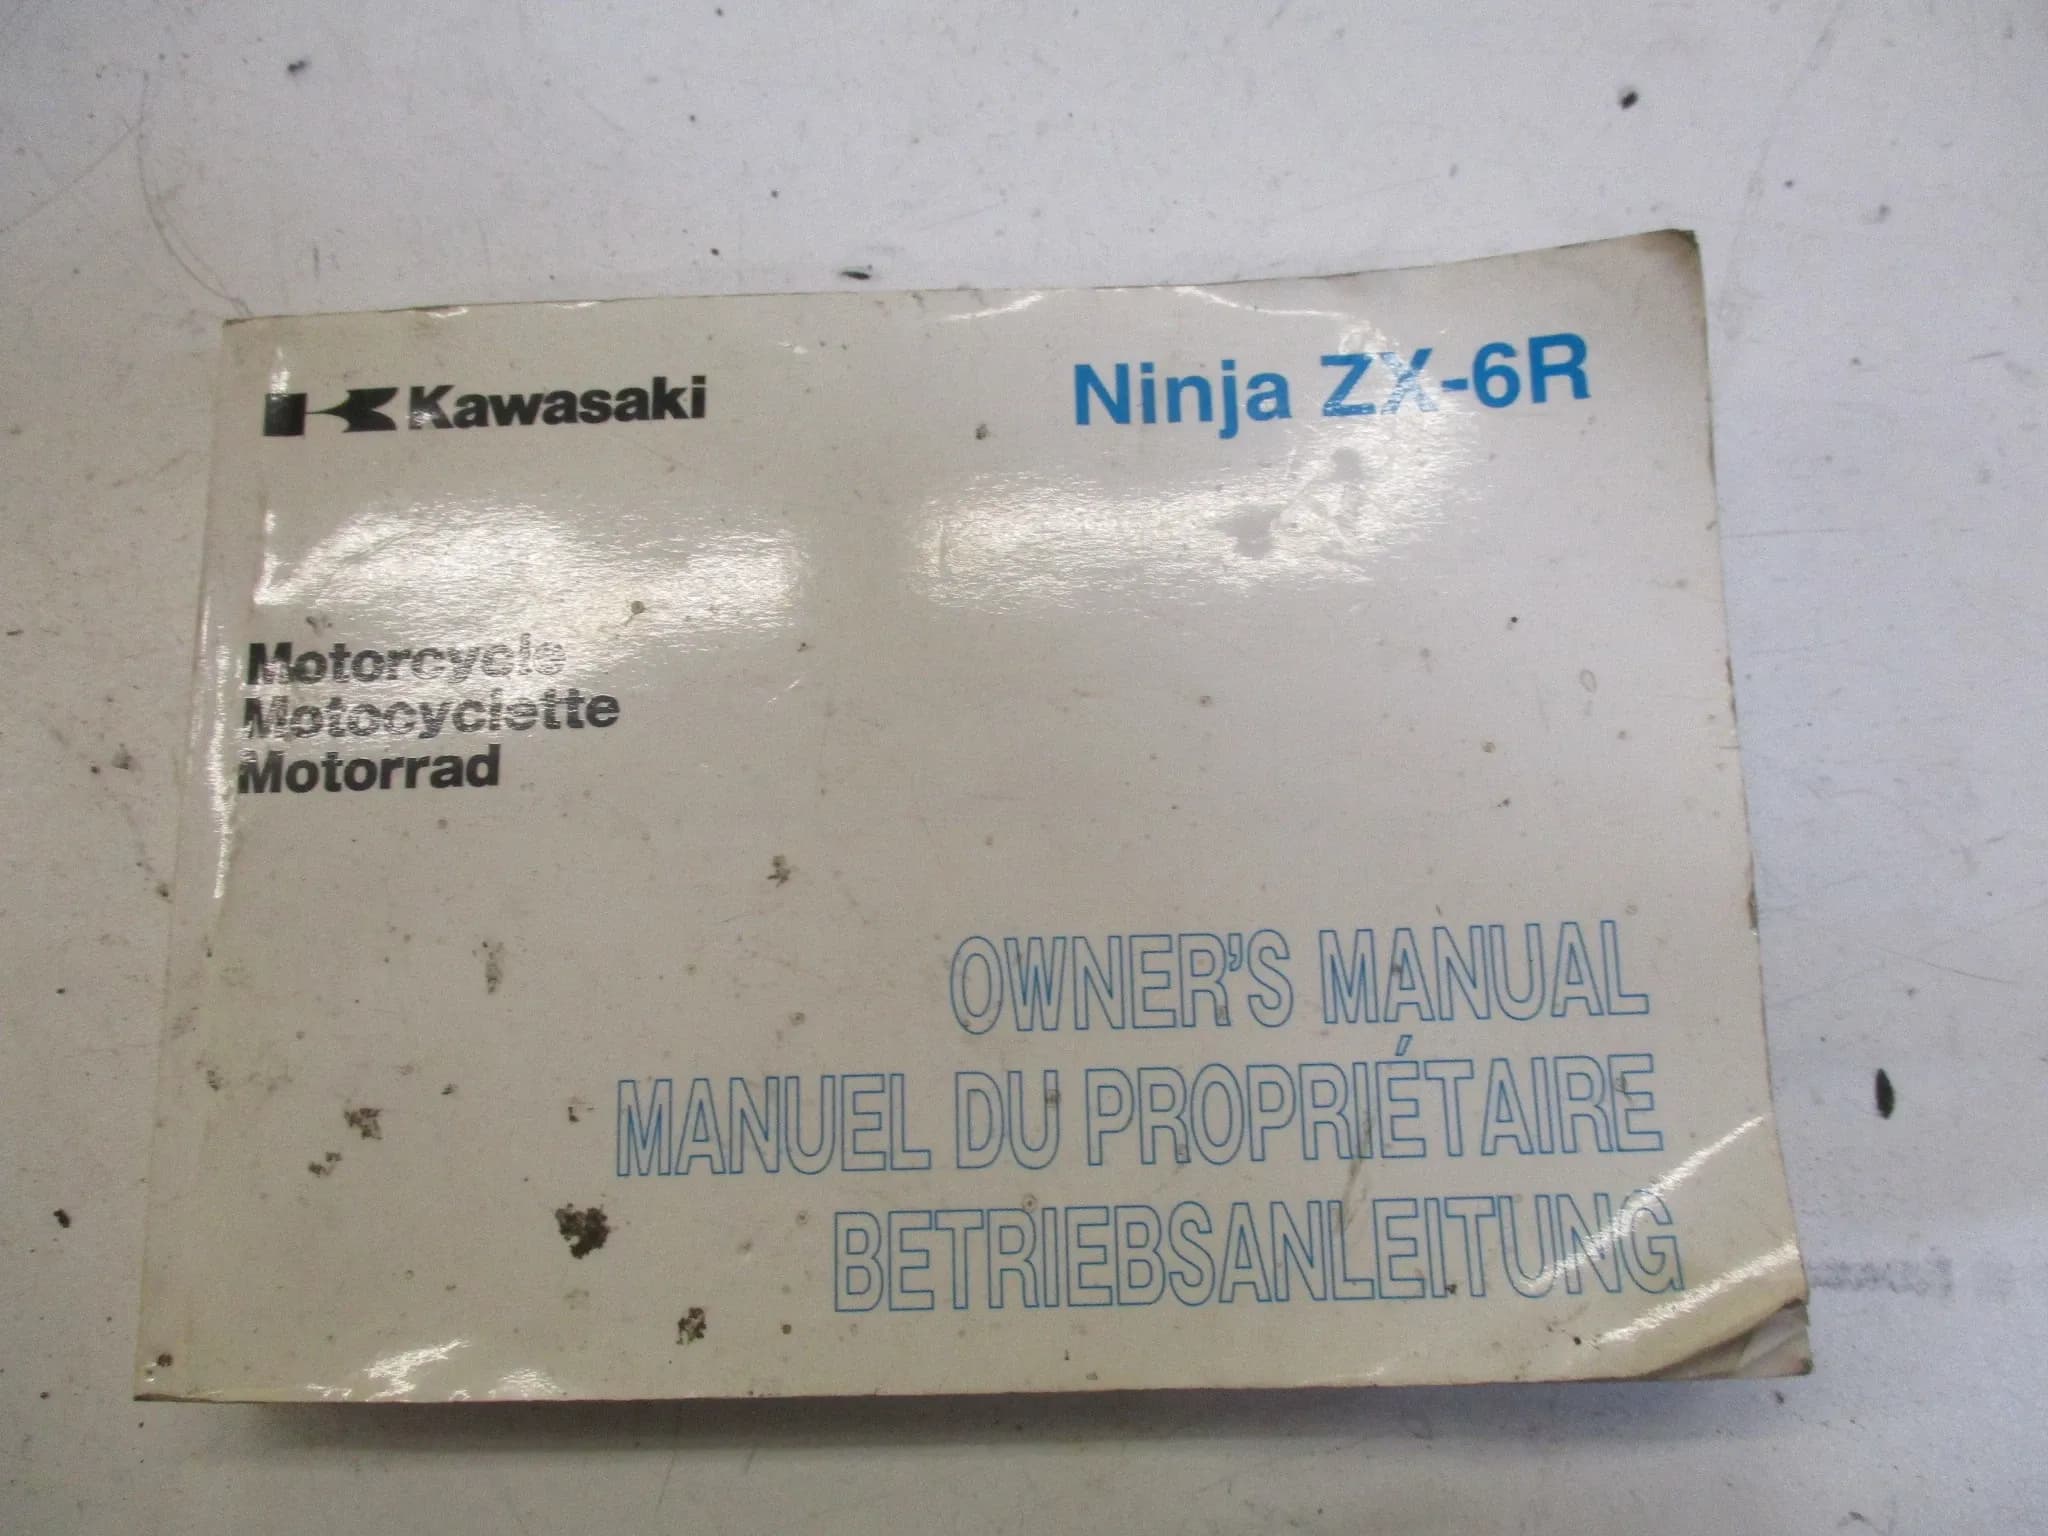 Kawasaki
Ninja ZX-6R
Motorcycle
Motocyclette
Motorrad
OWNER'S MANUAL
MANUEL DU PROPRIÉTAIRE
BETRIEBSANLEITUNG